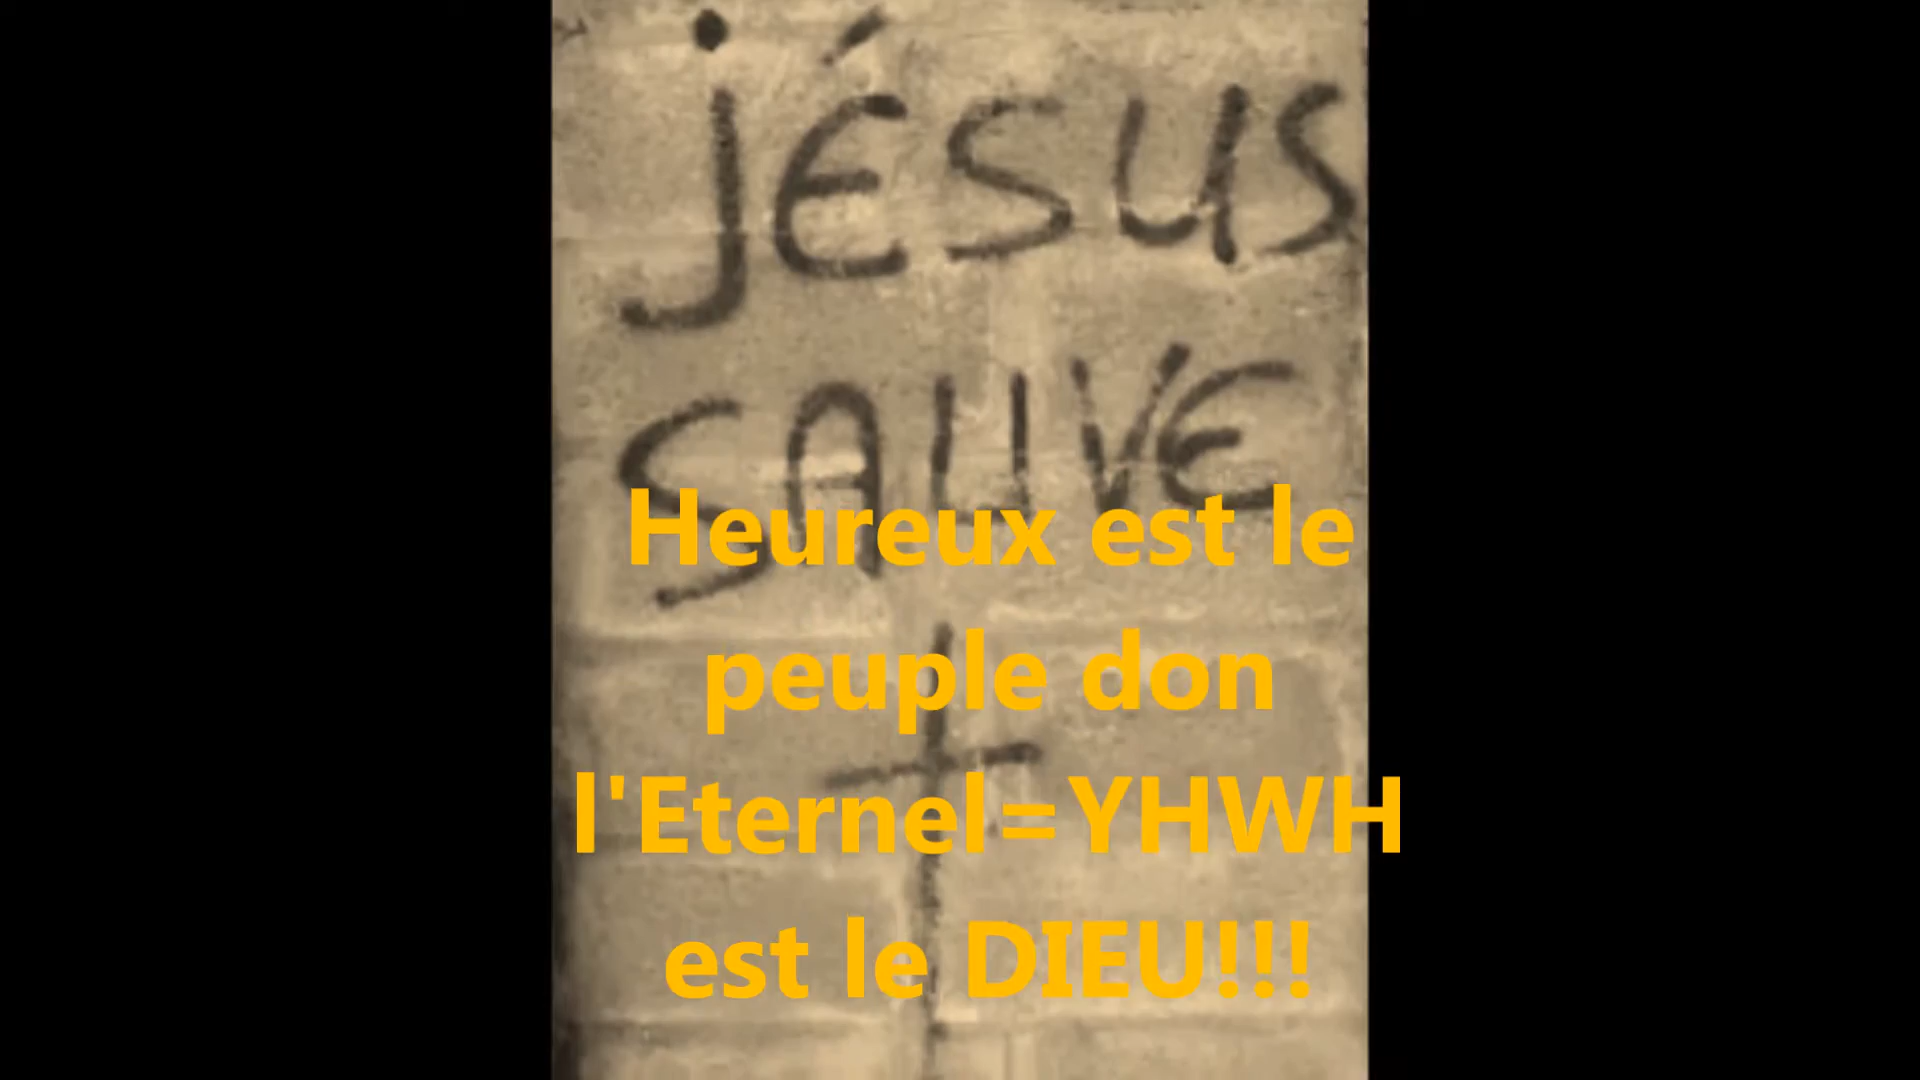 jésus
sauve
Heureux est le
peuple don
l'Eternel=YHWH
est le DIEU!!!